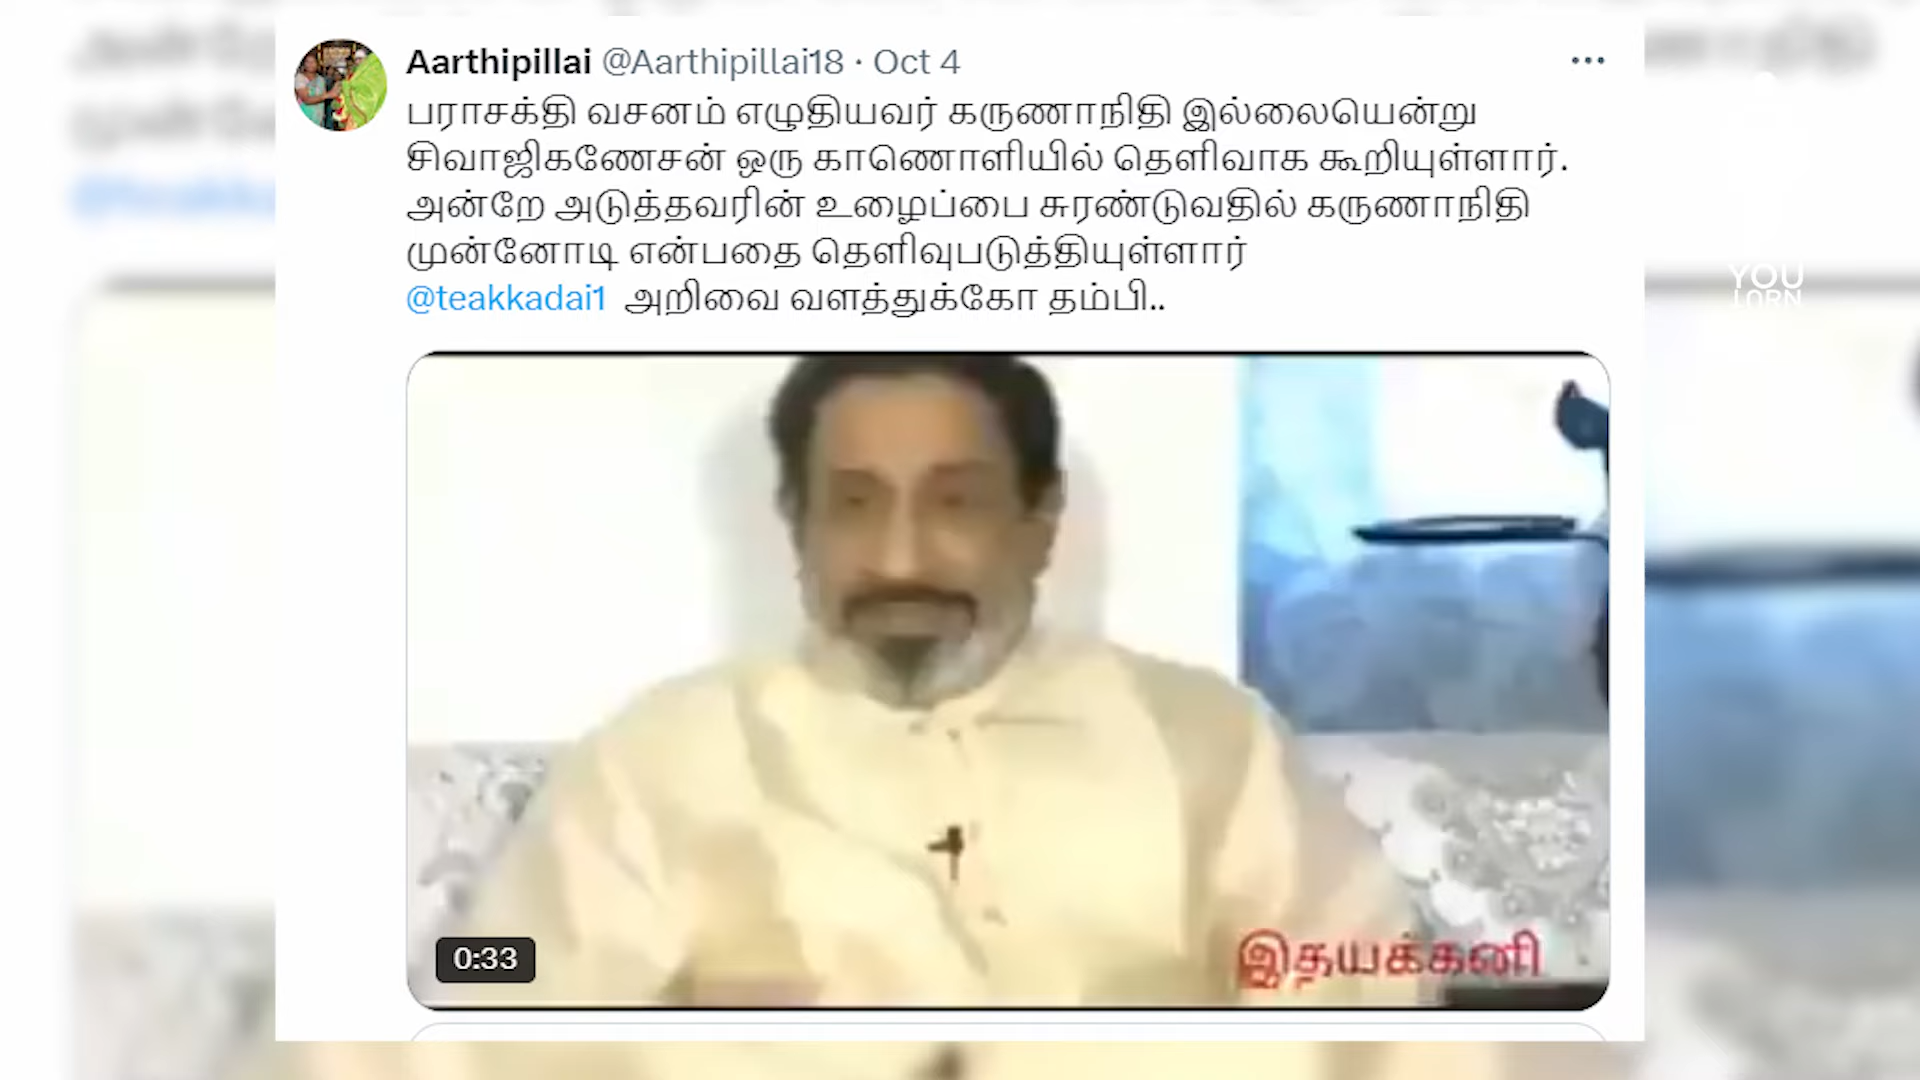 Aarthipillai @Aarthipillai18 · Oct 4
பராசக்தி வசனம் எழுதியவர் கருணாநிதி இல்லையென்று
சிவாஜிகணேசன் ஒரு காணொளியில் தெளிவாக கூறியுள்ளார்.
அன்றே அடுத்தவரின் உழைப்பை சுரண்டுவதில் கருணாநிதி
முன்னோடி என்பதை தெளிவுபடுத்தியுள்ளார்
@teakkadai1 அறிவை வளத்துக்கோ தம்பி..
YOU
0:33
இதயக்கனி